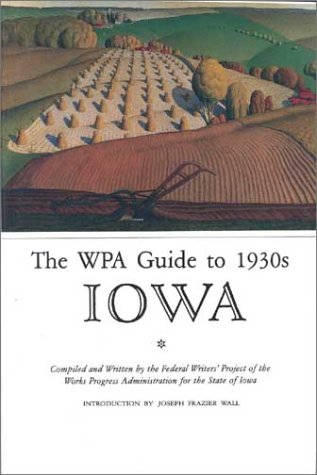 The WPA Guide to 1930s
IOWA
Compiled and Written by the Federal Writers' Project of the
Works Progress Administration for the State of Iowa
INTRODUCTION BY JOSEPH FRAZIER WALL